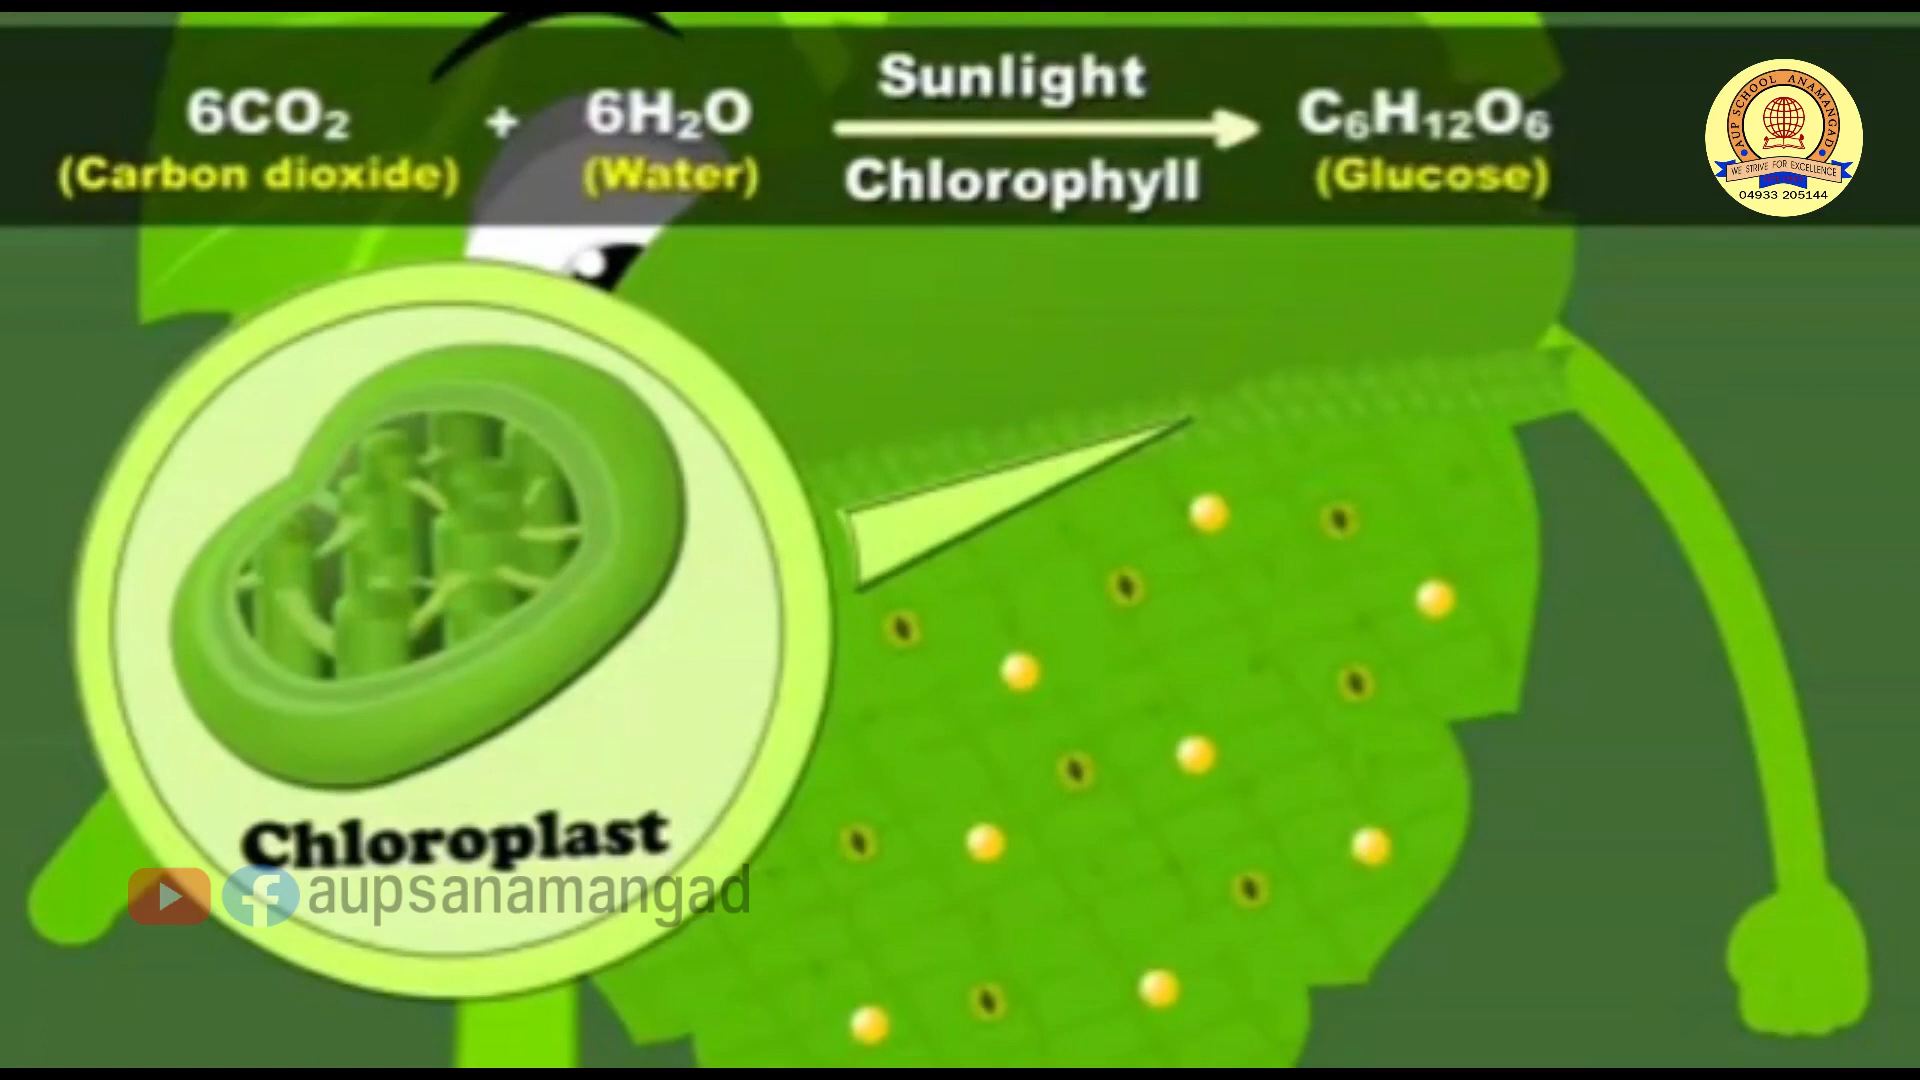 6CO₂ + 6H₂O Sunlight C₆H₁₂O₆
(Carbon dioxide) (Water) Chlorophyll (Glucose)
AUP SCHOOL ANAMANGAD
WE STRIVE FOR EXCELLENCE
04933 205144
Chloroplast
aupsanamangad